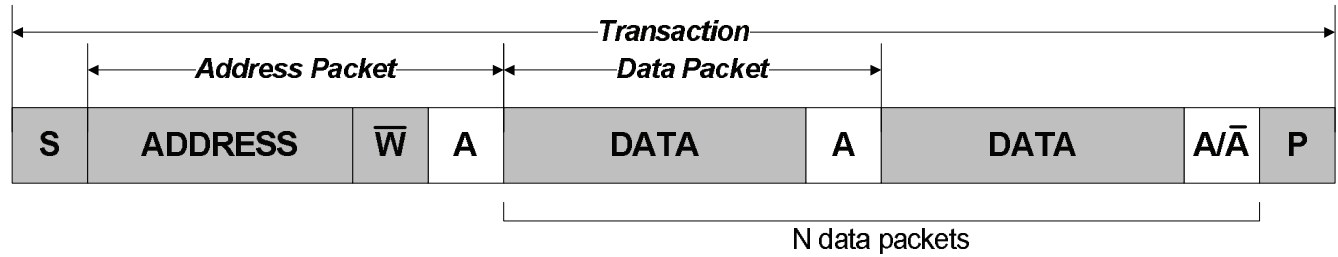 Transaction
Address Packet Data Packet
S ADDRESS W̅ A DATA A DATA A/A̅ P
N data packets